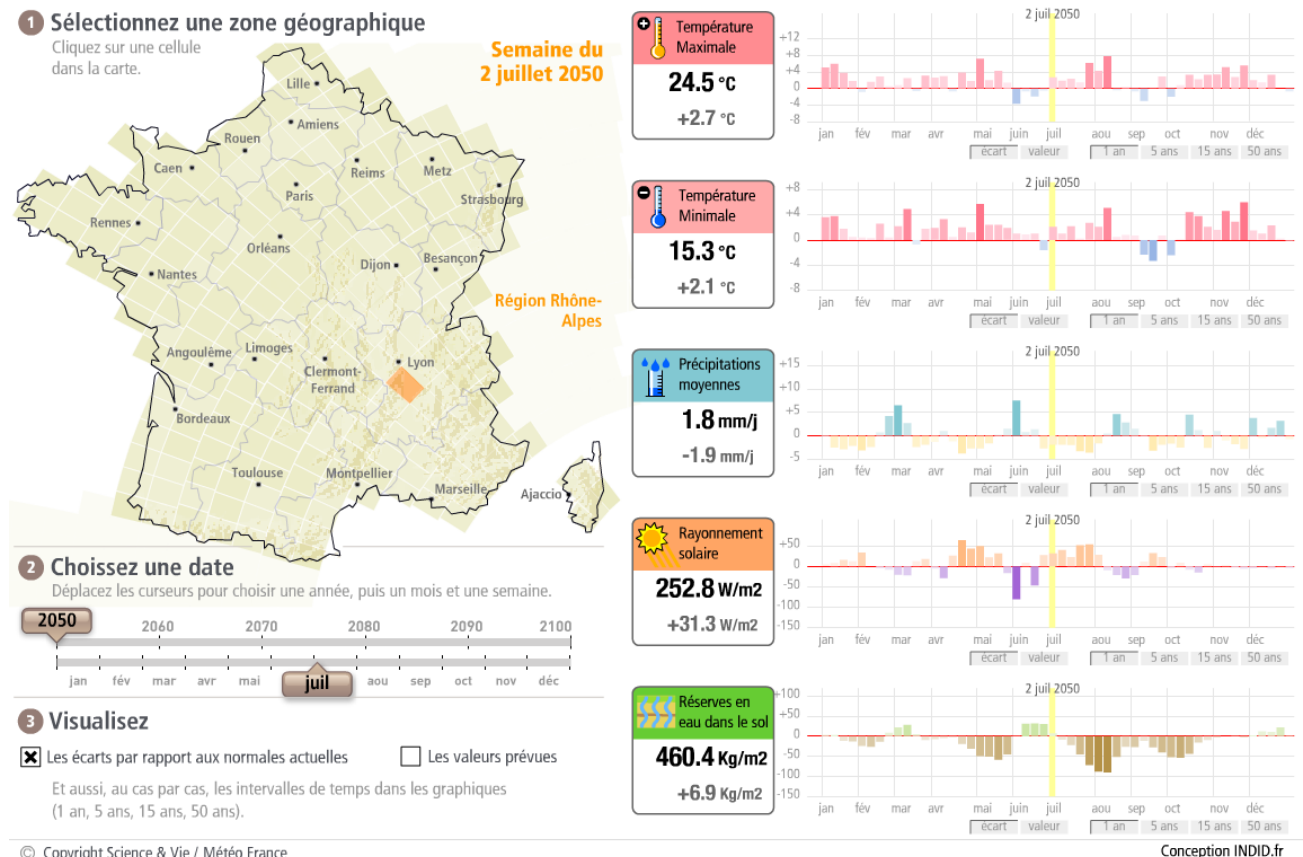 1 Sélectionnez une zone géographique
Cliquez sur une cellule
dans la carte.
Semaine du
2 juillet 2050
Lille
Amiens
Rouen
Caen
Reims
Metz
Paris
Strasbourg
Rennes
Orléans
Dijon
Besançon
Nantes
Région Rhône-
Alpes
Angoulême
Limoges
Clermont-
Ferrand
Lyon
Bordeaux
Toulouse
Montpellier
Marseille
Ajaccio
2 Choissez une date
Déplacez les curseurs pour choisir une année, puis un mois et une semaine.
2050 2060 2070 2080 2090 2100
jan fév mar avr mai juil aou sep oct nov déc
3 Visualisez
Les écarts par rapport aux normales actuelles Les valeurs prévues
Et aussi, au cas par cas, les intervalles de temps dans les graphiques
(1 an, 5 ans, 15 ans, 50 ans).
© Copyright Science & Vie / Météo France
Température
Maximale
24.5 °C
+2.7 °C
2 juil 2050
+12
+8
+4
0
-4
-8
jan fév mar avr mai juin juil aou sep oct nov déc
écart valeur 1 an 5 ans 15 ans 50 ans
Température
Minimale
15.3 °C
+2.1 °C
2 juil 2050
+8
+4
0
-4
-8
jan fév mar avr mai juin juil aou sep oct nov déc
écart valeur 1 an 5 ans 15 ans 50 ans
Précipitations
moyennes
1.8 mm/j
-1.9 mm/j
2 juil 2050
+15
+10
+5
0
-5
jan fév mar avr mai juin juil aou sep oct nov déc
écart valeur 1 an 5 ans 15 ans 50 ans
Rayonnement
solaire
252.8 W/m2
+31.3 W/m2
2 juil 2050
+50
0
-50
-100
-150
jan fév mar avr mai juin juil aou sep oct nov déc
écart valeur 1 an 5 ans 15 ans 50 ans
Réserves en
eau dans le sol
460.4 Kg/m2
+6.9 Kg/m2
2 juil 2050
+100
+50
0
-50
-100
-150
jan fév mar avr mai juin juil aou sep oct nov déc
écart valeur 1 an 5 ans 15 ans 50 ans
Conception INDID.fr